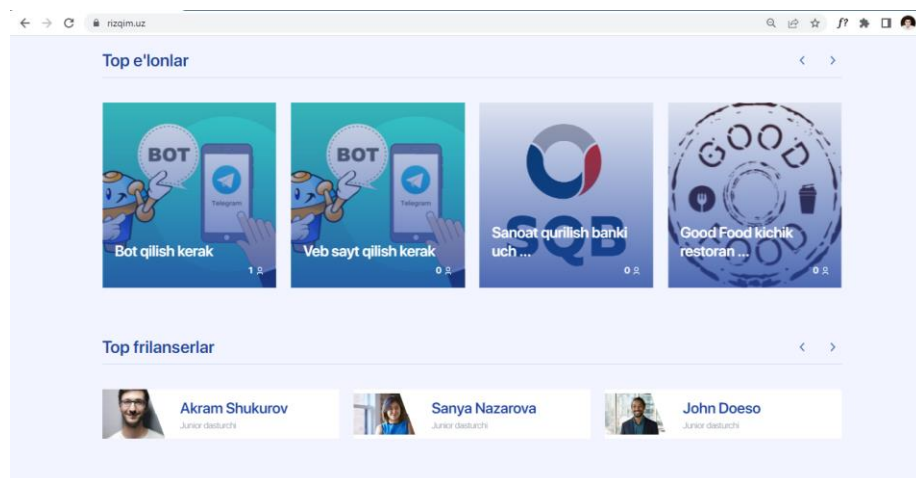 rizqim.uz
Top e'lonlar
BOT
Telegram
Bot qilish kerak
1
BOT
Telegram
Veb sayt qilish kerak
0
SQB
Sanoat qurilish banki
uch ...
0
GOOD
FOOD
Good Food kichik
restoran ...
0
Top frilanserlar
Akram Shukurov
Junior dasturchi
Sanya Nazarova
Junior dasturchi
John Doeso
Junior dasturchi